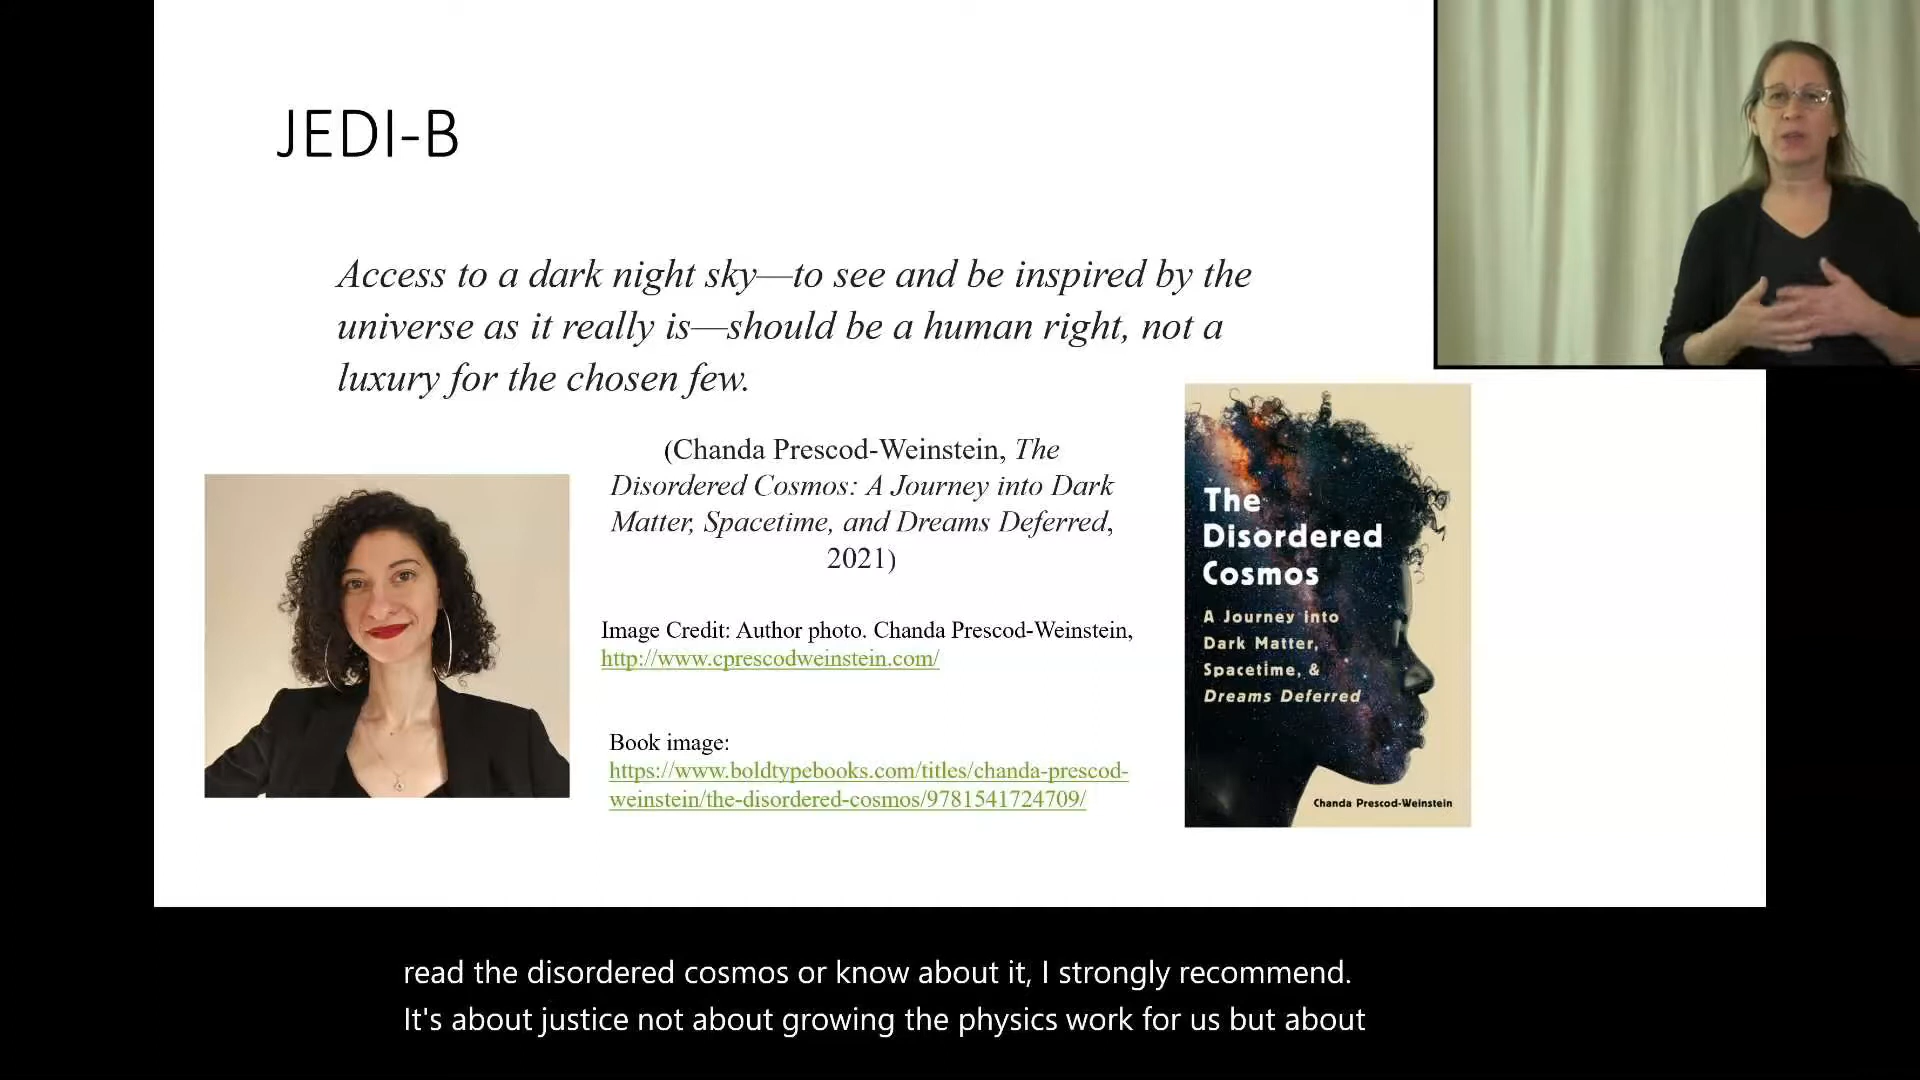 JEDI-B
Access to a dark night sky—to see and be inspired by the
universe as it really is—should be a human right, not a
luxury for the chosen few.
(Chanda Prescod-Weinstein, The
Disordered Cosmos: A Journey into Dark
Matter, Spacetime, and Dreams Deferred,
2021)
Image Credit: Author photo. Chanda Prescod-Weinstein,
http://www.cprescodweinstein.com/
Book image:
https://www.boldtypebooks.com/titles/chanda-prescod-
weinstein/the-disordered-cosmos/9781541724709/
The
Disordered
Cosmos
A Journey into
Dark Matter,
Spacetime, &
Dreams Deferred
Chanda Prescod-Weinstein
read the disordered cosmos or know about it, I strongly recommend.
It's about justice not about growing the physics work for us but about